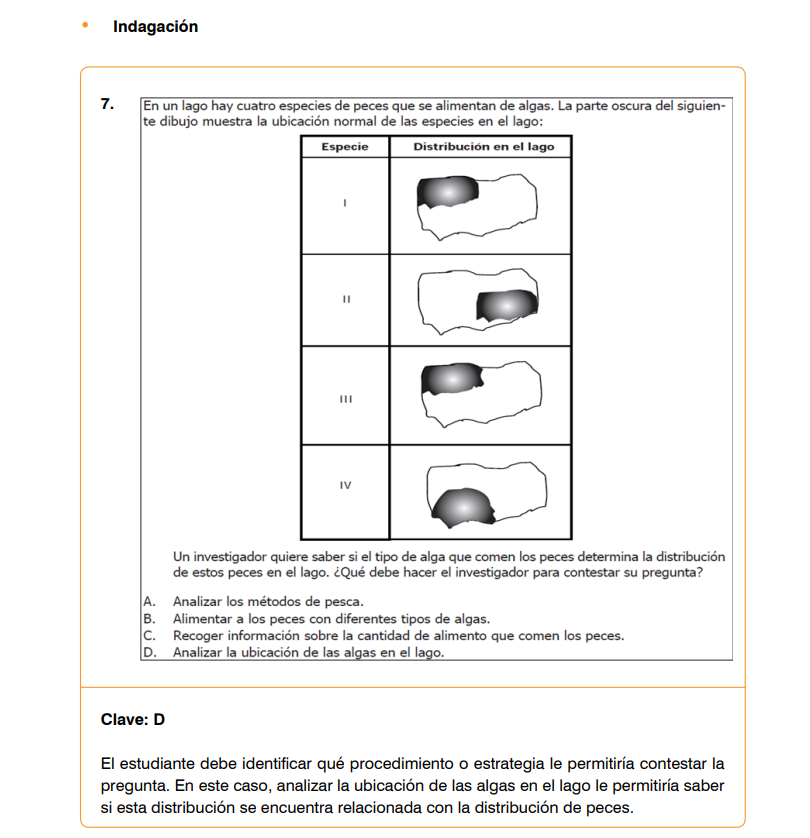 • Indagación
7. En un lago hay cuatro especies de peces que se alimentan de algas. La parte oscura del siguien-
te dibujo muestra la ubicación normal de las especies en el lago:
Especie Distribución en el lago
I
II
III
IV
Un investigador quiere saber si el tipo de alga que comen los peces determina la distribución
de estos peces en el lago. ¿Qué debe hacer el investigador para contestar su pregunta?
A. Analizar los métodos de pesca.
B. Alimentar a los peces con diferentes tipos de algas.
C. Recoger información sobre la cantidad de alimento que comen los peces.
D. Analizar la ubicación de las algas en el lago.
Clave: D
El estudiante debe identificar qué procedimiento o estrategia le permitiría contestar la
pregunta. En este caso, analizar la ubicación de las algas en el lago le permitiría saber
si esta distribución se encuentra relacionada con la distribución de peces.